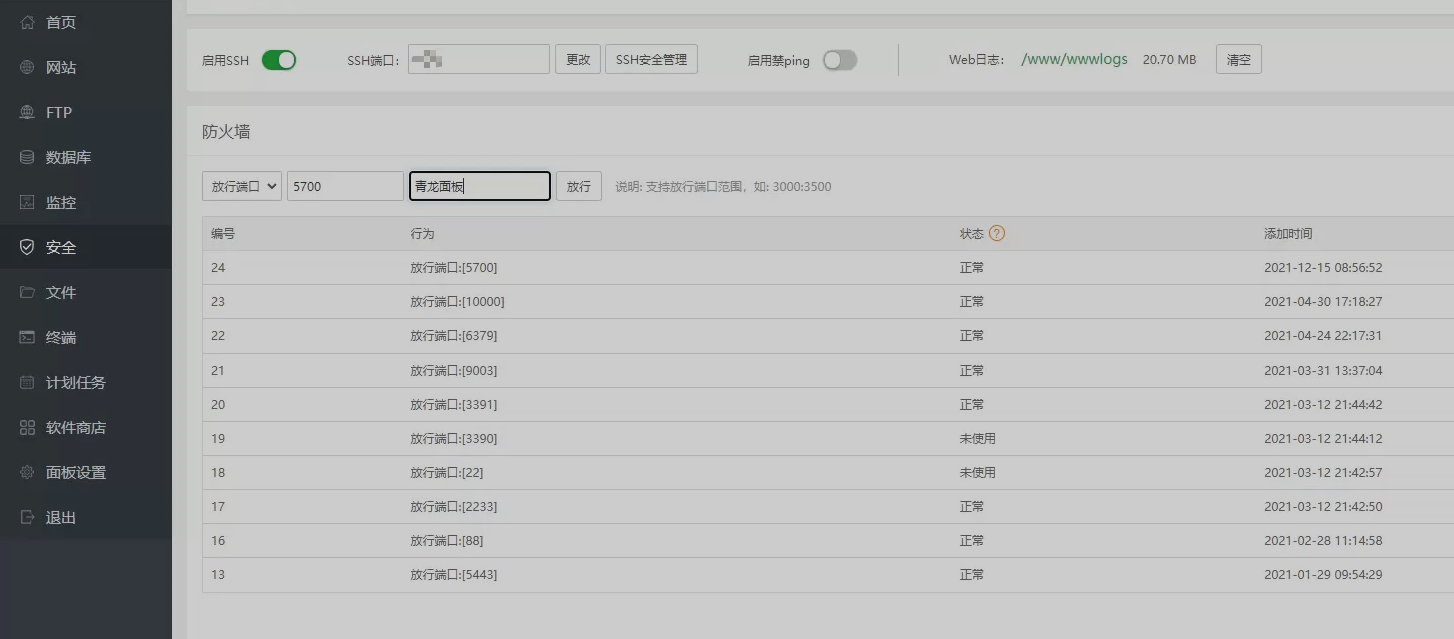 首页
网站
FTP
数据库
监控
安全
文件
终端
计划任务
软件商店
面板设置
退出
启用SSH SSH端口: 更改 SSH安全管理 启用禁ping Web日志: /www/wwwlogs 20.70 MB 清空
防火墙
放行端口 5700 青龙面板 放行 说明: 支持放行端口范围，如: 3000:3500
编号 行为 状态 ? 添加时间
24 放行端口:[5700] 正常 2021-12-15 08:56:52
23 放行端口:[10000] 正常 2021-04-30 17:18:27
22 放行端口:[6379] 正常 2021-04-24 22:17:31
21 放行端口:[9003] 正常 2021-03-31 13:37:04
20 放行端口:[3391] 正常 2021-03-12 21:44:42
19 放行端口:[3390] 未使用 2021-03-12 21:44:12
18 放行端口:[22] 未使用 2021-03-12 21:42:57
17 放行端口:[2233] 正常 2021-03-12 21:42:50
16 放行端口:[88] 正常 2021-02-28 11:14:58
13 放行端口:[5443] 正常 2021-01-29 09:54:29